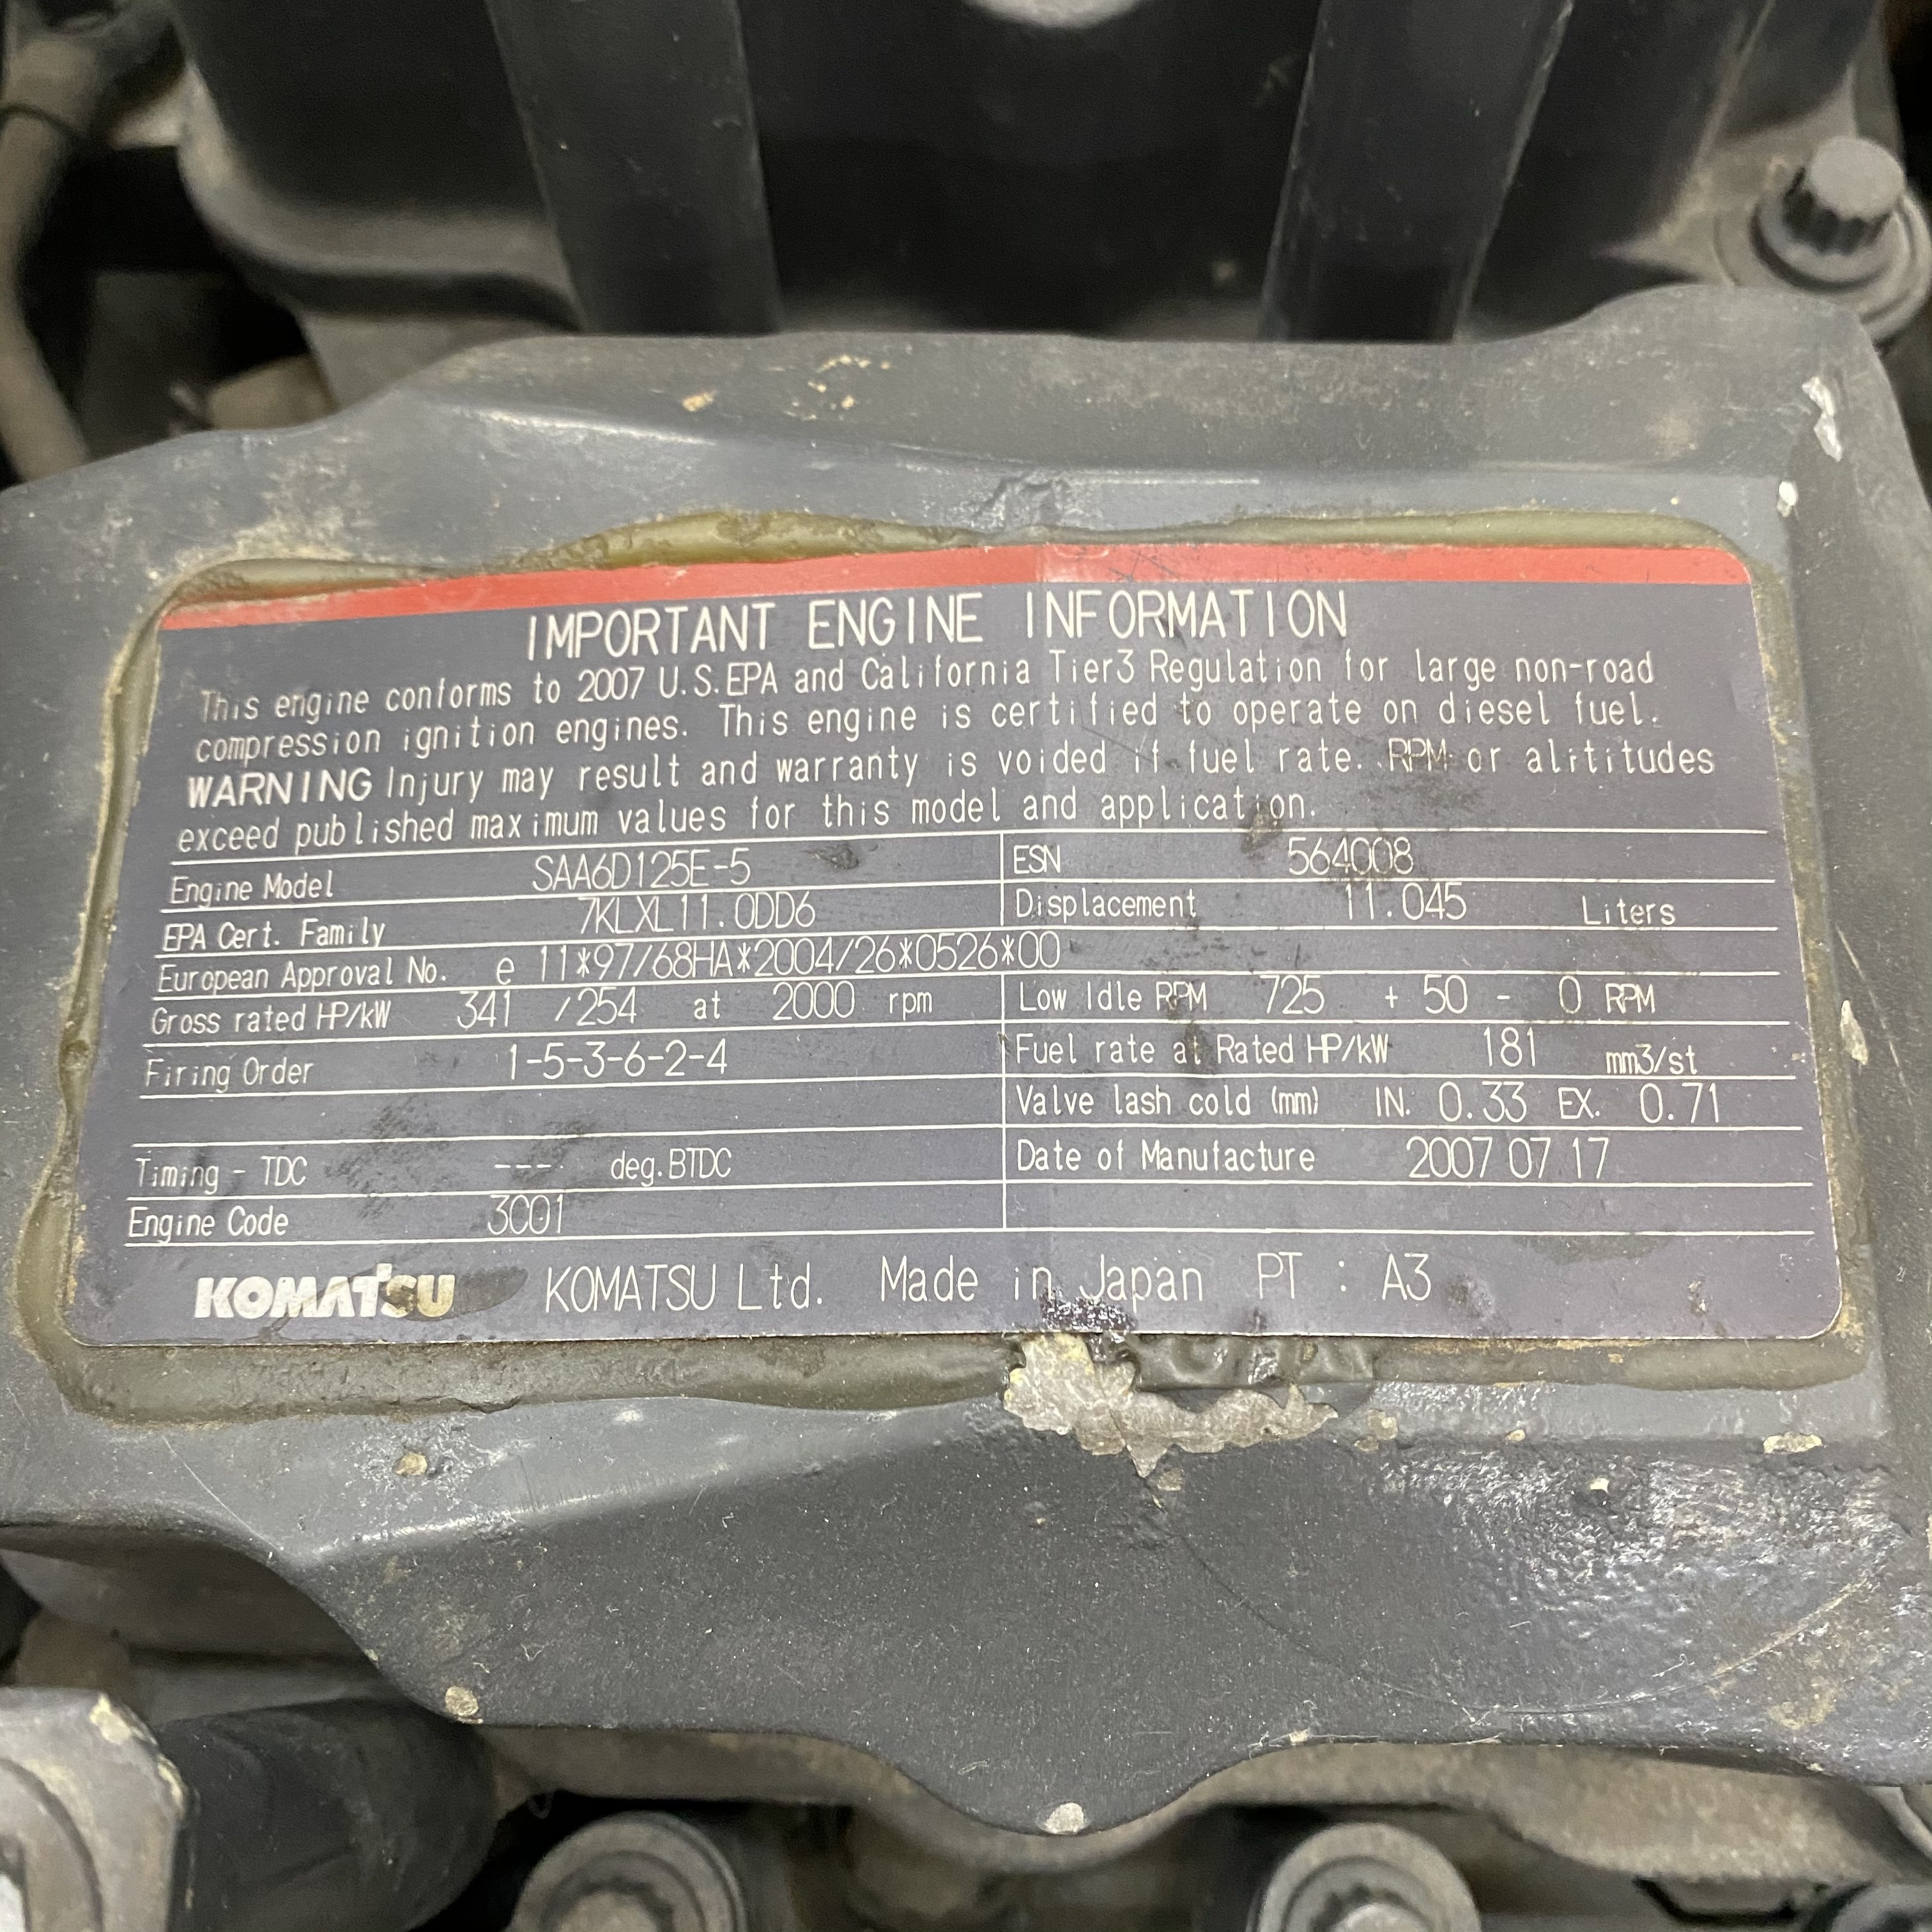 IMPORTANT ENGINE INFORMATION
This engine conforms to 2007 U.S.EPA and California Tier3 Regulation for large non-road
compression ignition engines. This engine is certified to operate on diesel fuel.
WARNING Injury may result and warranty is voided if fuel rate. RPM or alititudes
exceed published maximum values for this model and application.
Engine Model SAA6D125E-5 ESN 564008
EPA Cert. Family 7KLXL11.0DD6 Displacement 11.045 Liters
European Approval No. e 11*97/68HA*2004/26*0526*00
Gross rated HP/kW 341 /254 at 2000 rpm Low Idle RPM 725 + 50 - 0 RPM
Firing Order 1-5-3-6-2-4 Fuel rate at Rated HP/kW 181 mm3/st
Valve lash cold (mm) IN. 0.33 EX. 0.71
Timing - TDC --- deg.BTDC Date of Manufacture 2007 07 17
Engine Code 3C01
KOMATSU KOMATSU Ltd. Made in Japan PT : A3